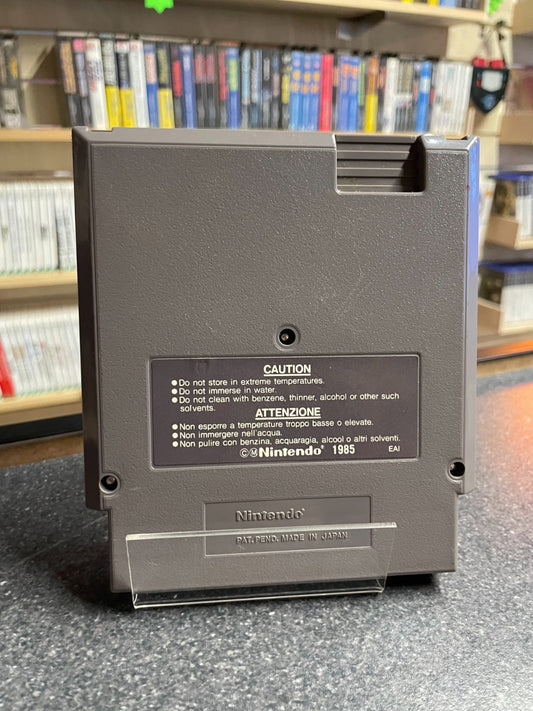 CAUTION
●Do not store in extreme temperatures.
●Do not immerse in water.
●Do not clean with benzene, thinner, alcohol or other such
solvents.
ATTENZIONE
●Non esporre a temperature troppo basse o elevate.
●Non immergere nell'acqua.
●Non pulire con benzina, acquaragia, alcool o altri solventi.
©Ⓜ Nintendo® 1985 EAI
Nintendo®
PAT. PEND. MADE IN JAPAN